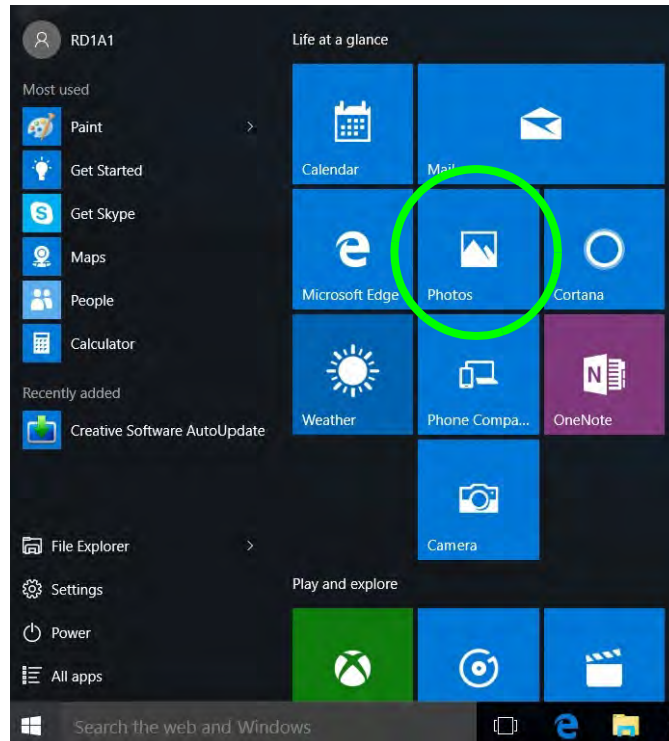 RD1A1
Most used
Paint
Get Started
Get Skype
Maps
People
Calculator
Recently added
Creative Software AutoUpdate
File Explorer
Settings
Power
All apps
Life at a glance
Calendar
Mail
Microsoft Edge
Photos
Cortana
Weather
Phone Compa...
OneNote
Camera
Play and explore
Search the web and Windows